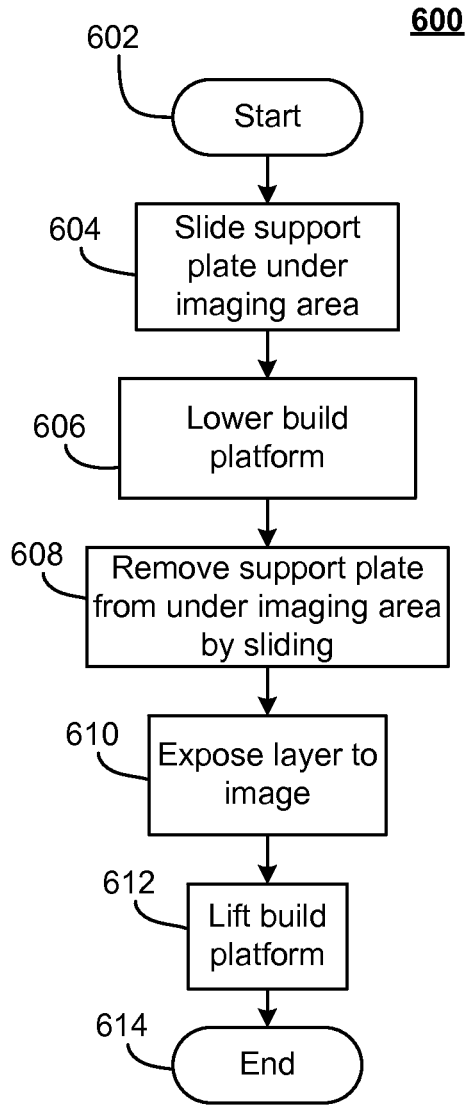 600
602
Start
604
Slide support
plate under
imaging area
606
Lower build
platform
608
Remove support plate
from under imaging area
by sliding
610
Expose layer to
image
612
Lift build
platform
614
End